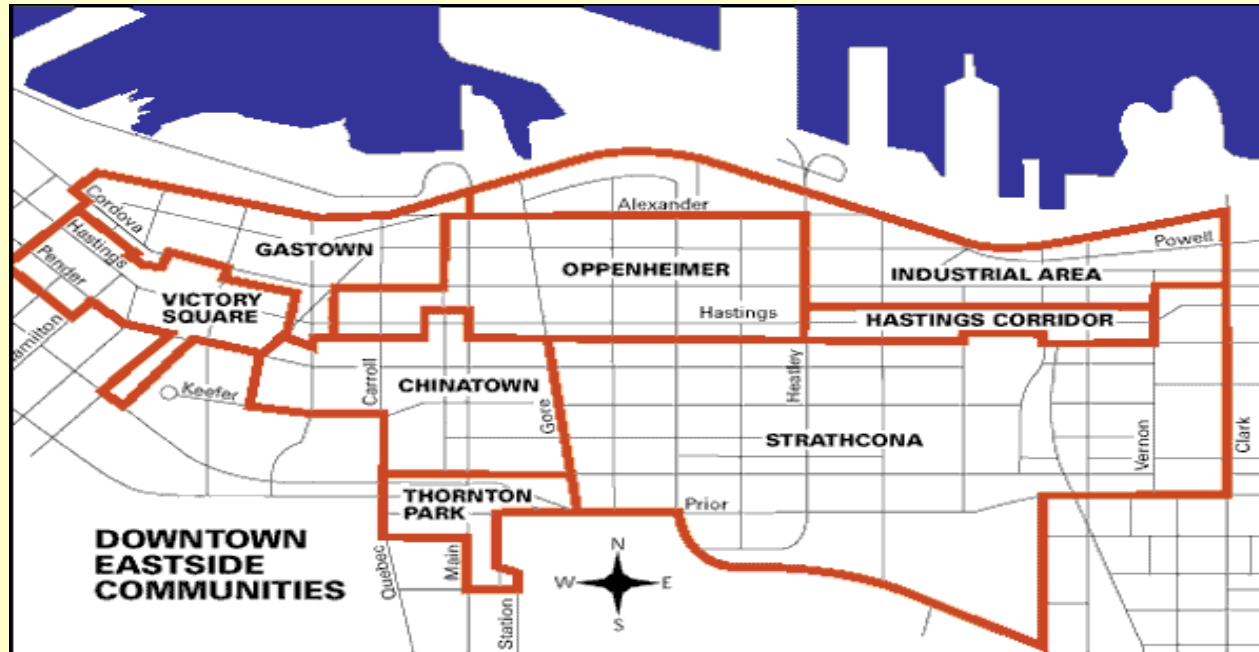 Alexander
Cordova
Powell
Hastings
GASTOWN
OPPENHEIMER
INDUSTRIAL AREA
Pender
VICTORY
SQUARE
Hastings
HASTINGS CORRIDOR
Hamilton
Keefer
Carroll
CHINATOWN
Gore
Heatley
STRATHCONA
Vernon
Clark
THORNTON
PARK
Prior
DOWNTOWN
EASTSIDE
COMMUNITIES
Quebec
Main
Station
N
W
E
S